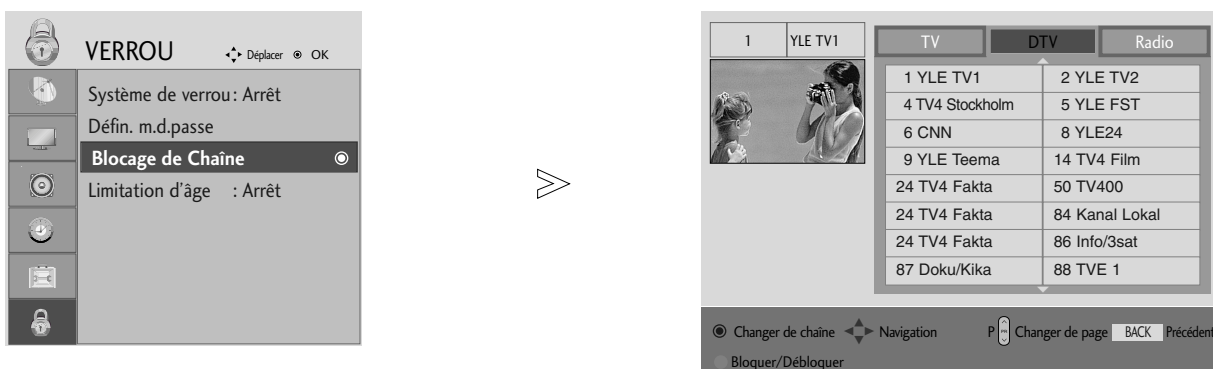 VERROU Déplacer OK
Système de verrou : Arrêt
Défin. m.d.passe
Blocage de Chaîne
Limitation d'âge : Arrêt
1 YLE TV1
TV DTV Radio
1 YLE TV1 2 YLE TV2
4 TV4 Stockholm 5 YLE FST
6 CNN 8 YLE24
9 YLE Teema 14 TV4 Film
24 TV4 Fakta 50 TV400
24 TV4 Fakta 84 Kanal Lokal
24 TV4 Fakta 86 Info/3sat
87 Doku/Kika 88 TVE 1
Changer de chaîne Navigation P PR Changer de page BACK Précédent
Bloquer/Débloquer